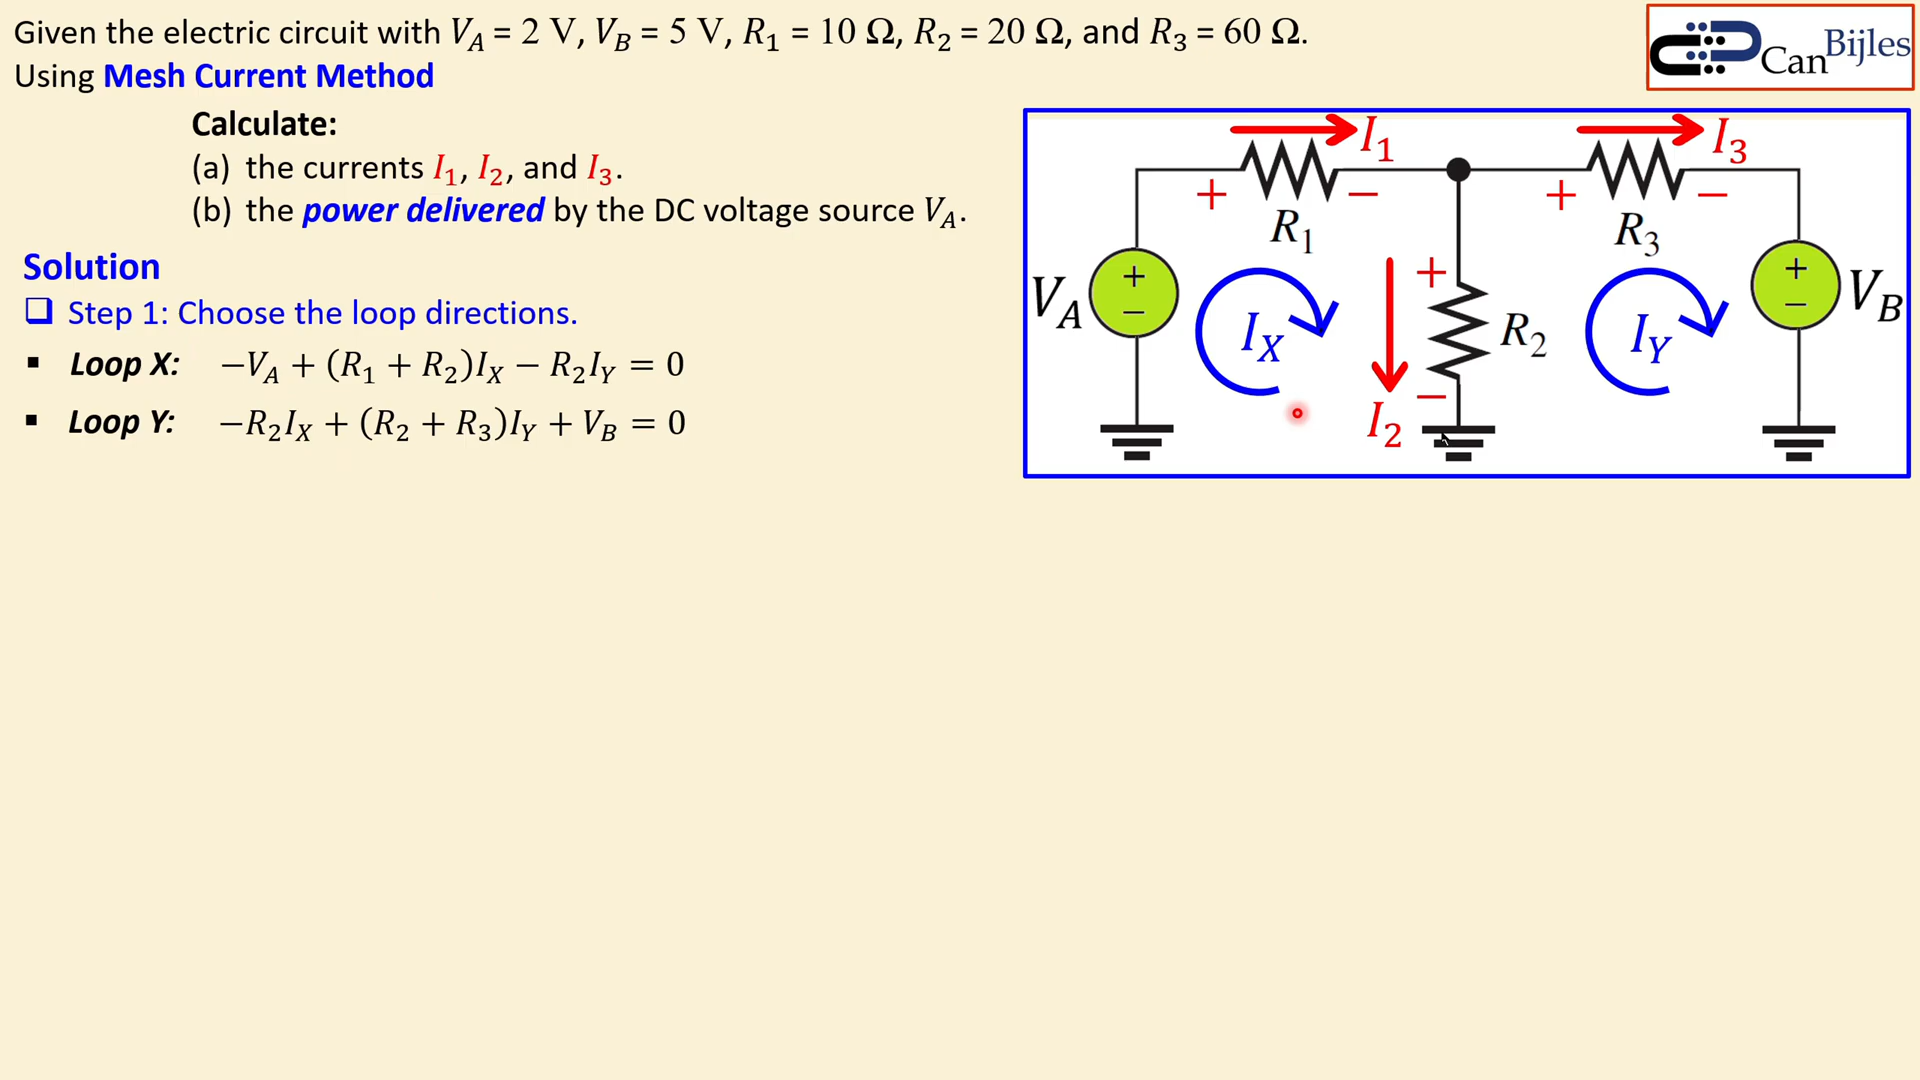 Given the electric circuit with V_A = 2 V, V_B = 5 V, R_1 = 10 Ω, R_2 = 20 Ω, and R_3 = 60 Ω.
Using Mesh Current Method
Calculate:
(a) the currents I_1, I_2, and I_3.
(b) the power delivered by the DC voltage source V_A.
Solution
❑ Step 1: Choose the loop directions.
▪ Loop X: −V_A + (R_1 + R_2)I_X − R_2I_Y = 0
▪ Loop Y: −R_2I_X + (R_2 + R_3)I_Y + V_B = 0
CanBijles
I_1
I_3
+ − + −
R_1
R_3
V_A
+
−
I_X
+
R_2
−
I_2
I_Y
+
−
V_B